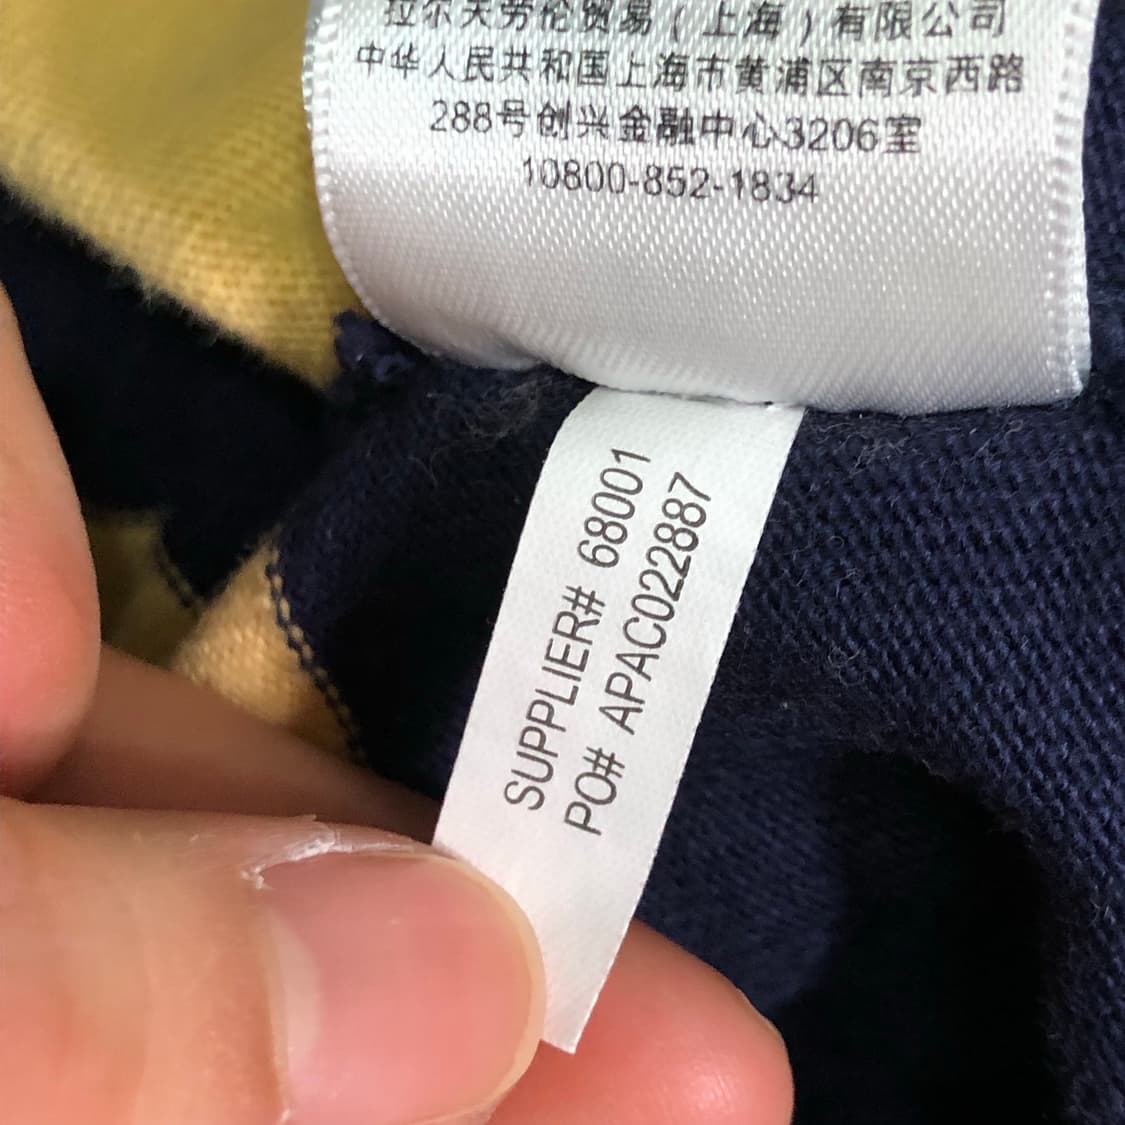 拉尔夫劳伦贸易（上海）有限公司
中华人民共和国上海市黄浦区南京西路
288号创兴金融中心3206室
10800-852-1834
SUPPLIER# 68001
PO# APAC022887